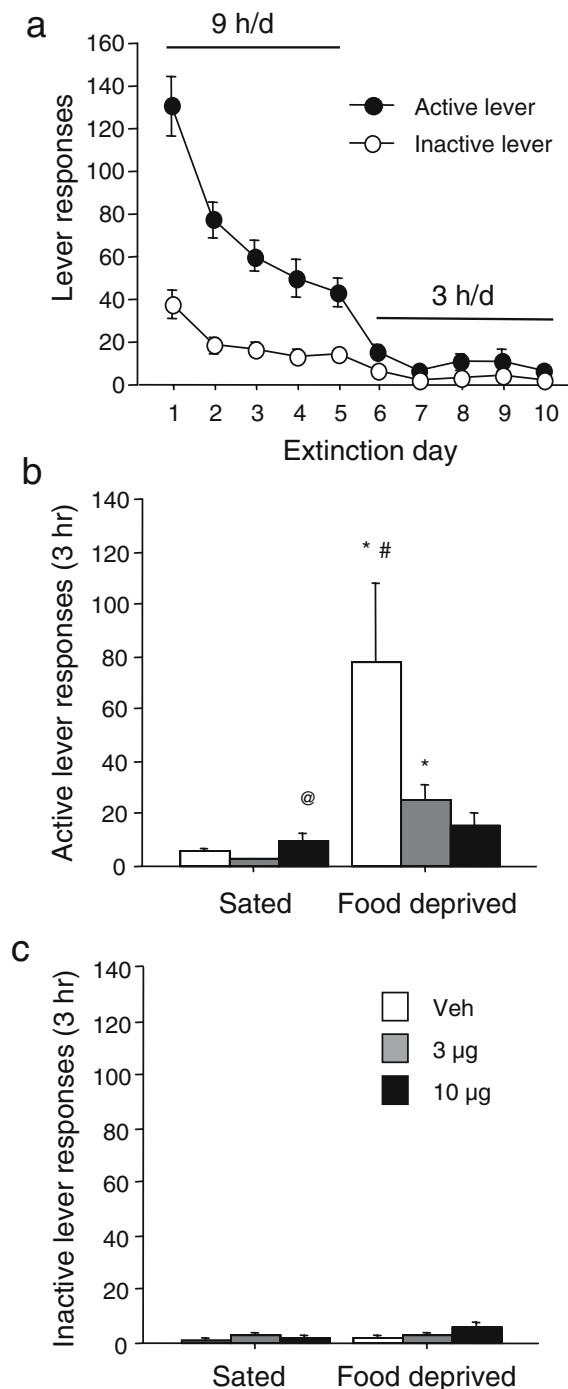 a
9 h/d
160
140
120
100
80
60
40
20
0
Lever responses
Active lever
Inactive lever
3 h/d
1 2 3 4 5 6 7 8 9 10
Extinction day
b
140
120
100
80
60
40
20
0
Active lever responses (3 hr)
* #
*
@
Sated Food deprived
c
140
120
100
80
60
40
20
0
Inactive lever responses (3 hr)
Veh
3 µg
10 µg
Sated Food deprived